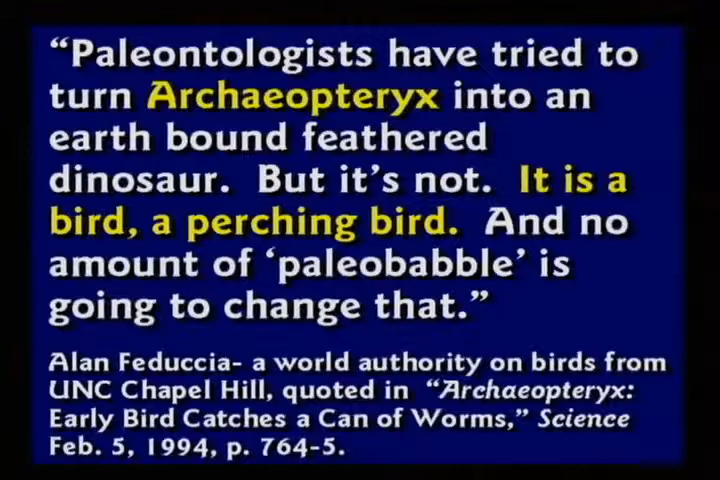 “Paleontologists have tried to
turn Archaeopteryx into an
earth bound feathered
dinosaur.  But it’s not.  It is a
bird, a perching bird.  And no
amount of ‘paleobabble’ is
going to change that.”
Alan Feduccia- a world authority on birds from
UNC Chapel Hill, quoted in “Archaeopteryx:
Early Bird Catches a Can of Worms,” Science
Feb. 5, 1994, p. 764-5.